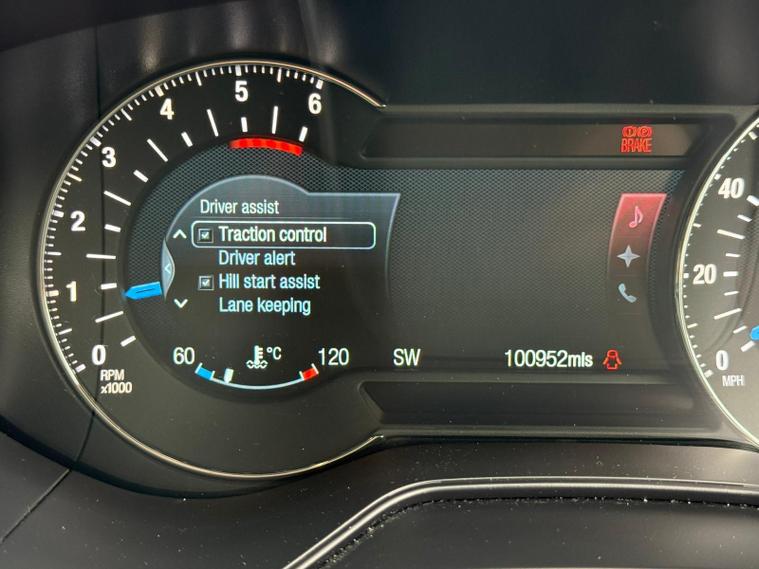 5
4
6
3
BRAKE
Driver assist
40
Traction control
2
Driver alert
20
Hill start assist
1
Lane keeping
60
°C
120
SW
100952mls
0
0
RPM
x1000
MPH